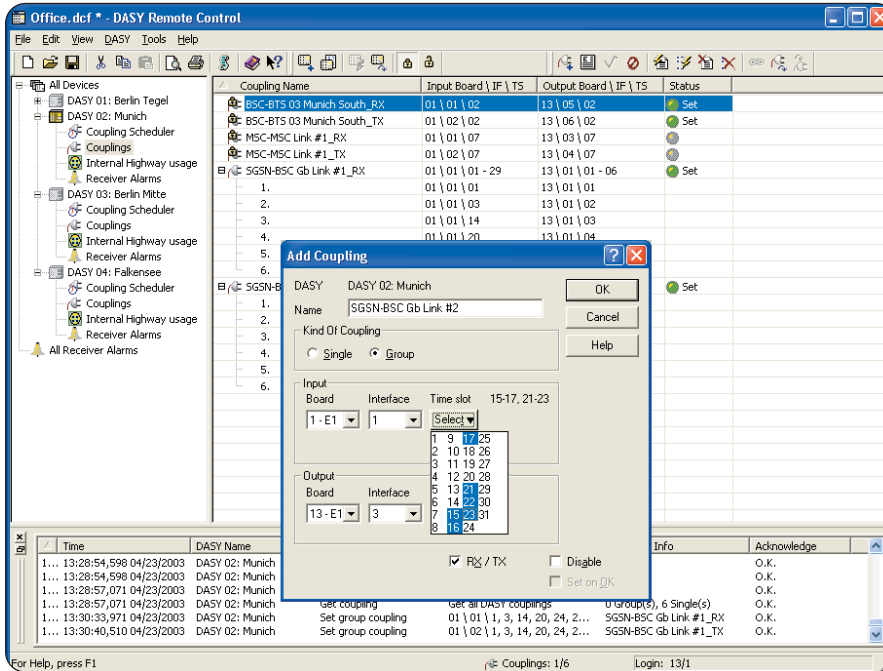 Office.dcf * - DASY Remote Control
File Edit View DASY Tools Help
All Devices
DASY 01: Berlin Tegel
DASY 02: Munich
Coupling Scheduler
Couplings
Internal Highway usage
Receiver Alarms
DASY 03: Berlin Mitte
Coupling Scheduler
Couplings
Internal Highway usage
Receiver Alarms
DASY 04: Falkensee
Coupling Scheduler
Couplings
Internal Highway usage
Receiver Alarms
All Receiver Alarms
Coupling Name Input Board \ IF \ TS Output Board \ IF \ TS Status
BSC-BTS 03 Munich South_RX 01 \ 01 \ 02 13 \ 05 \ 02 Set
BSC-BTS 03 Munich South_TX 01 \ 02 \ 02 13 \ 06 \ 02 Set
MSC-MSC Link #1_RX 01 \ 01 \ 07 13 \ 03 \ 07
MSC-MSC Link #1_TX 01 \ 02 \ 07 13 \ 04 \ 07
SGSN-BSC Gb Link #1_RX 01 \ 01 \ 01 - 29 13 \ 01 \ 01 - 06 Set
1. 01 \ 01 \ 01 13 \ 01 \ 01
2. 01 \ 01 \ 03 13 \ 01 \ 02
3. 01 \ 01 \ 14 13 \ 01 \ 03
4. 01 \ 01 \ 20 13 \ 01 \ 04
5.
6.
SGSN-B Set
1.
2.
3.
4.
5.
6.
Add Coupling
DASY DASY 02: Munich
Name SGSN-BSC Gb Link #2
Kind Of Coupling
Single Group
Input
Board Interface Time slot 15-17, 21-23
1 - E1 1 Select
1 9 17 25
2 10 18 26
3 11 19 27
4 12 20 28
5 13 21 29
6 14 22 30
7 15 23 31
8 16 24
Output
Board Interface
13 - E1 3
RX / TX Disable
Set on OK
OK
Cancel
Help
Time DASY Name Info Acknowledge
1... 13:28:54,598 04/23/2003 DASY 02: Munich O.K.
1... 13:28:54,598 04/23/2003 DASY 02: Munich O.K.
1... 13:28:57,071 04/23/2003 DASY 02: Munich O.K.
1... 13:28:57,071 04/23/2003 DASY 02: Munich Get coupling Get all DASY couplings 0 Group(s), 6 Single(s) O.K.
1... 13:30:33,971 04/23/2003 DASY 02: Munich Set group coupling 01 \ 01 \ 1, 3, 14, 20, 24, 2... SGSN-BSC Gb Link #1_RX O.K.
1... 13:30:40,510 04/23/2003 DASY 02: Munich Set group coupling 01 \ 02 \ 1, 3, 14, 20, 24, 2... SGSN-BSC Gb Link #1_TX O.K.
For Help, press F1 Couplings: 1/6 Login: 13/1